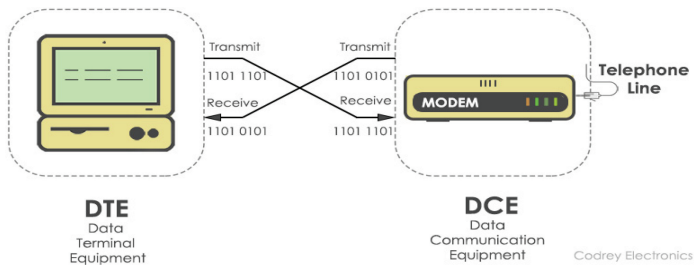 Transmit
1101 1101
Receive
1101 0101
Transmit
1101 0101
Receive
1101 1101
MODEM
Telephone
Line
DTE
Data
Terminal
Equipment
DCE
Data
Communication
Equipment
Codrey Electronics